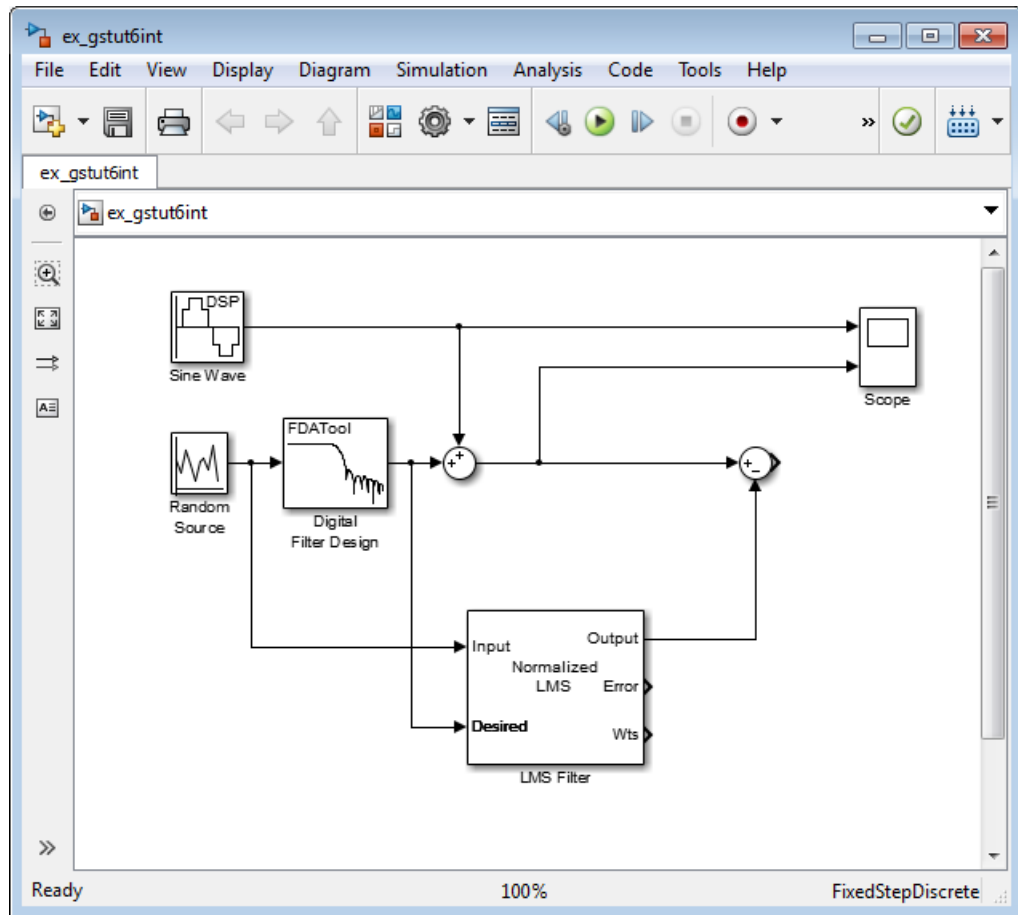 ex_gstut6int
File Edit View Display Diagram Simulation Analysis Code Tools Help
»
ex_gstut6int
ex_gstut6int
DSP
Sine Wave
Scope
FDATool
Random
Source
Digital
Filter Design
Input
Output
Normalized
LMS
Error
Desired
Wts
LMS Filter
A
»
Ready 100% FixedStepDiscrete